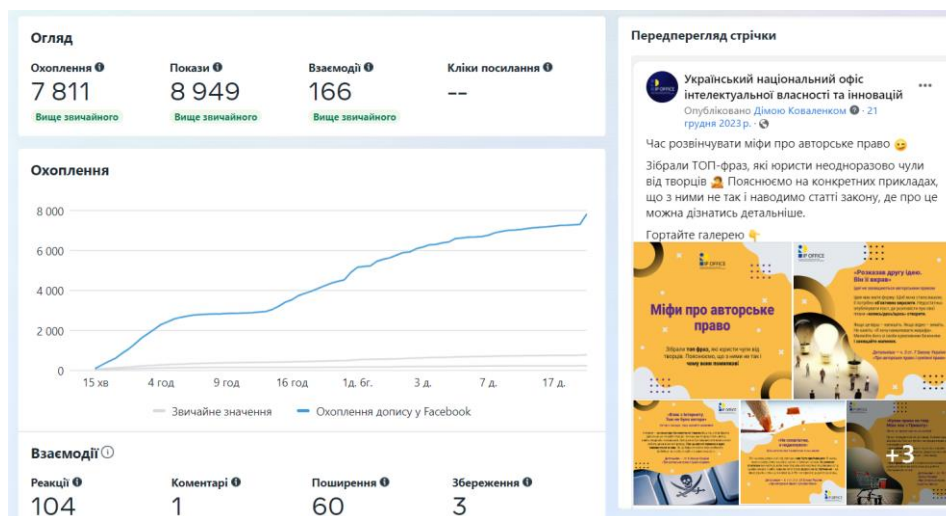 Огляд
Охоплення
Покази
Взаємодії
Кліки посилання
7 811
8 949
166
--
Вище звичайного
Вище звичайного
Вище звичайного
Охоплення
8 000
6 000
4 000
2 000
0
15 хв
4 год
9 год
16 год
1д. 6г.
3 д.
7 д.
17 д.
Звичайне значення
Охоплення допису у Facebook
Взаємодії
Реакції
Коментарі
Поширення
Збереження
104
1
60
3
Передперегляд стрічки
Український національний офіс
інтелектуальної власності та інновацій
Опубліковано Дімою Коваленком · 21
грудня 2023 р. ·
Час розвінчувати міфи про авторське право
Зібрали ТОП-фраз, які юристи неодноразово чули
від творців Пояснюємо на конкретних прикладах,
що з ними не так і наводимо статті закону, де про це
можна дізнатись детальніше.
Гортайте галерею
IP OFFICE
Міфи про авторське
право
Зібрали топ фраз, які юристи чули від
творців. Пояснюємо, що з ними не так і
чому вони помилкові
IP OFFICE
«Розказав другу ідею.
Він її вкрав»
+3